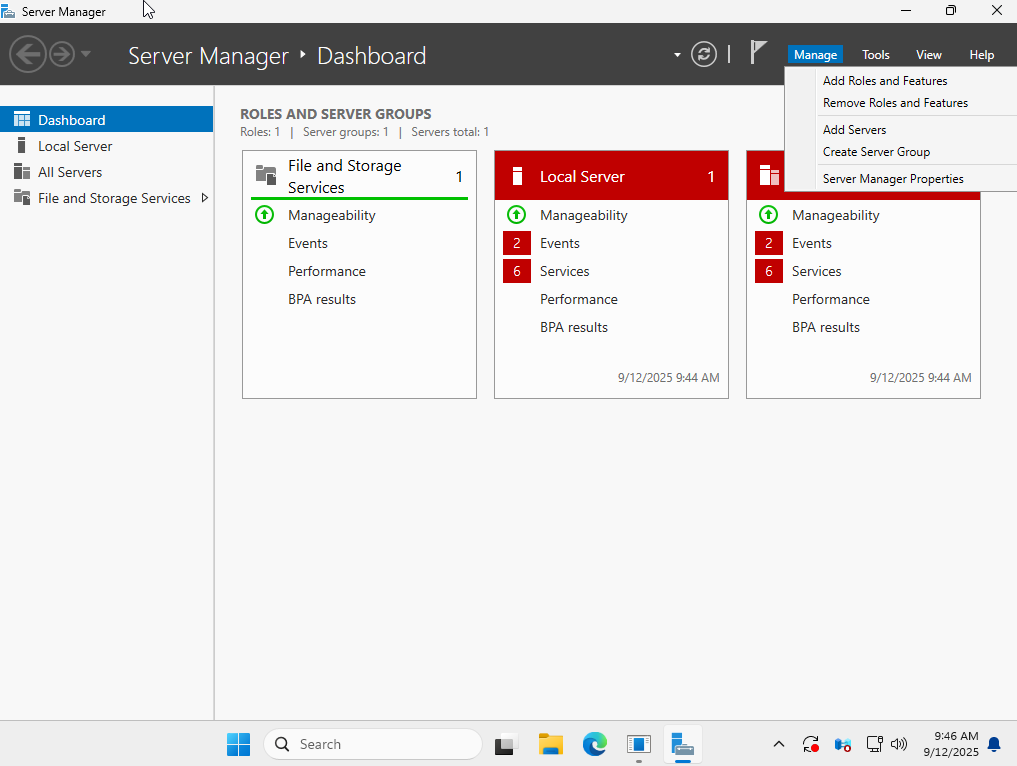 Server Manager
Server Manager ‣ Dashboard
Manage Tools View Help
Add Roles and Features
Remove Roles and Features
Add Servers
Create Server Group
Server Manager Properties
Dashboard
Local Server
All Servers
File and Storage Services
ROLES AND SERVER GROUPS
Roles: 1 | Server groups: 1 | Servers total: 1
File and Storage
Services
1
Manageability
Events
Performance
BPA results
Local Server 1
Manageability
2 Events
6 Services
Performance
BPA results
9/12/2025 9:44 AM
Manageability
2 Events
6 Services
Performance
BPA results
9/12/2025 9:44 AM
Search
9:46 AM
9/12/2025